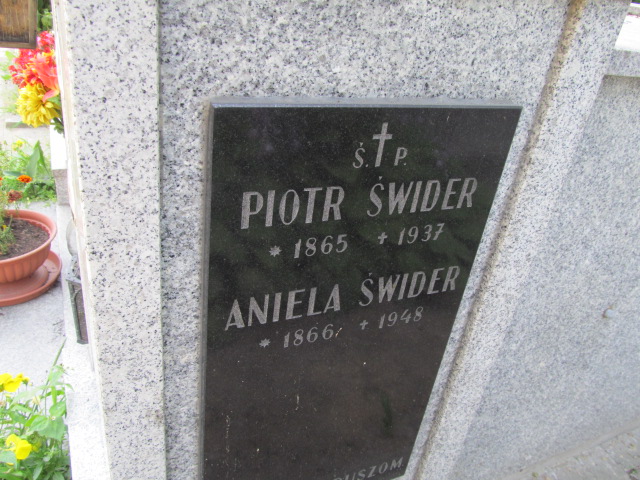 Ś. P.
PIOTR ŚWIDER
* 1865 + 1937
ANIELA ŚWIDER
* 1866 + 1948